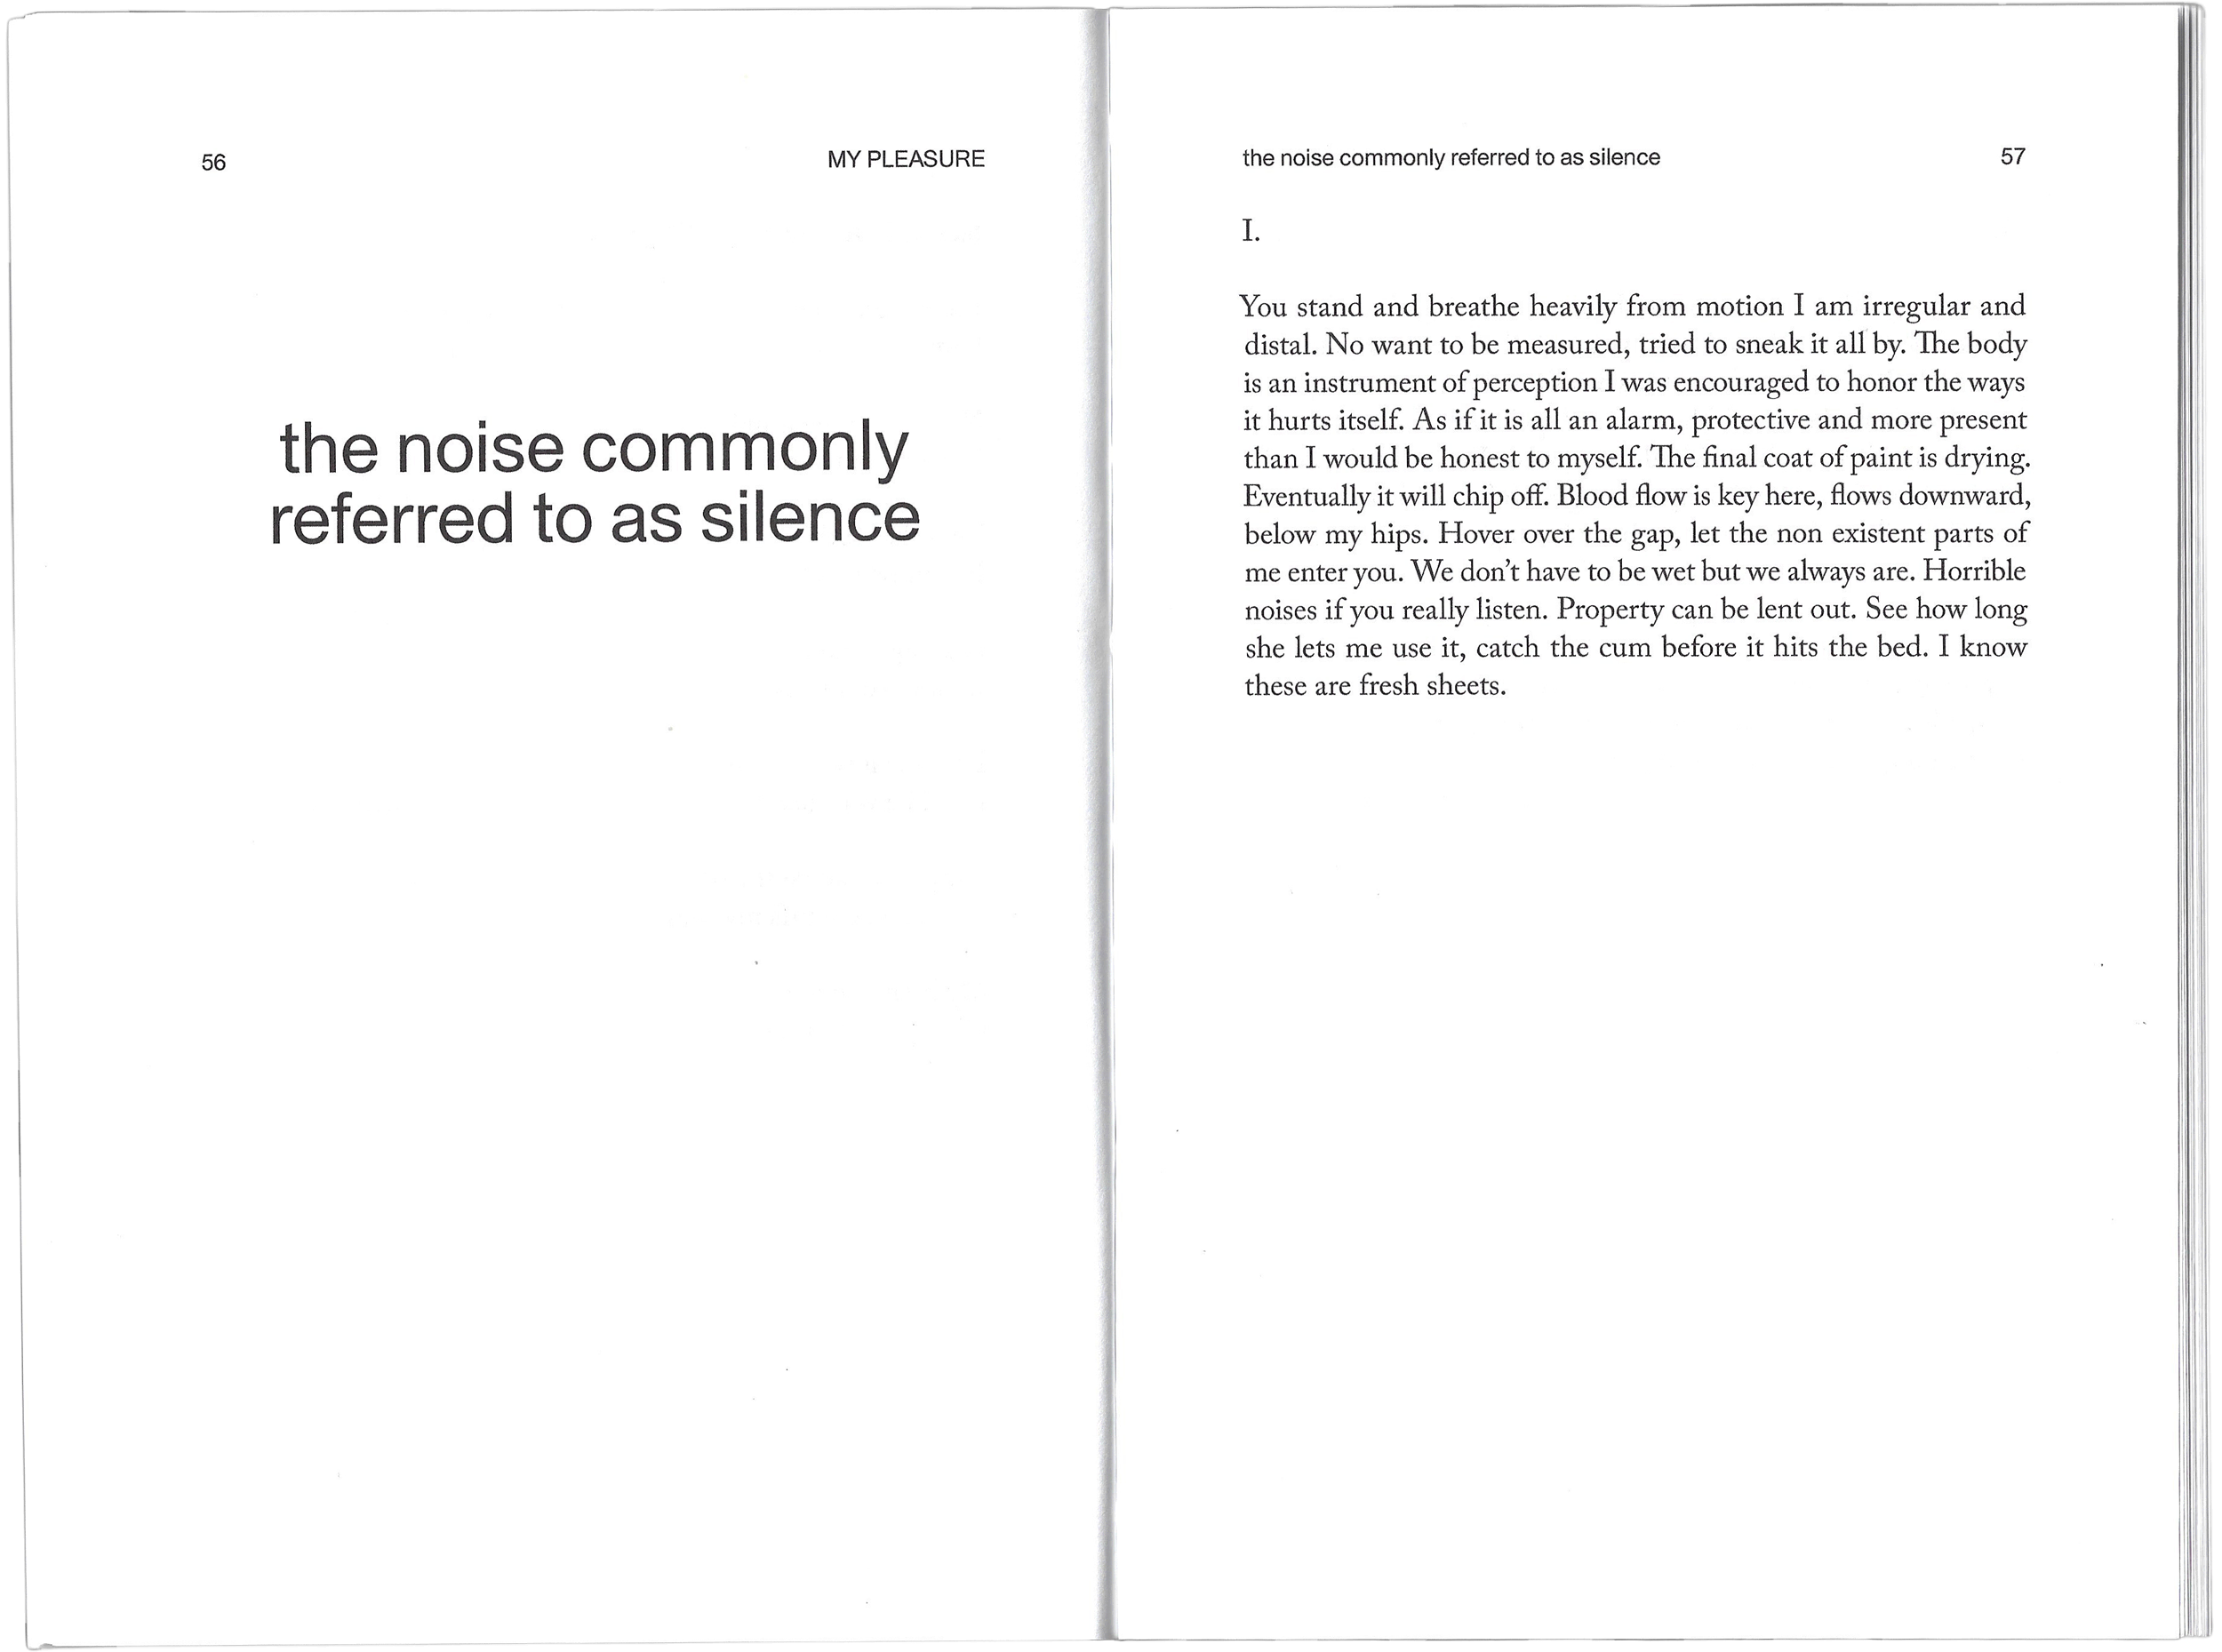 56
MY PLEASURE
the noise commonly
referred to as silence
the noise commonly referred to as silence
57
I.
You stand and breathe heavily from motion I am irregular and
distal. No want to be measured, tried to sneak it all by. The body
is an instrument of perception I was encouraged to honor the ways
it hurts itself. As if it is all an alarm, protective and more present
than I would be honest to myself. The final coat of paint is drying.
Eventually it will chip off. Blood flow is key here, flows downward,
below my hips. Hover over the gap, let the non existent parts of
me enter you. We don’t have to be wet but we always are. Horrible
noises if you really listen. Property can be lent out. See how long
she lets me use it, catch the cum before it hits the bed. I know
these are fresh sheets.